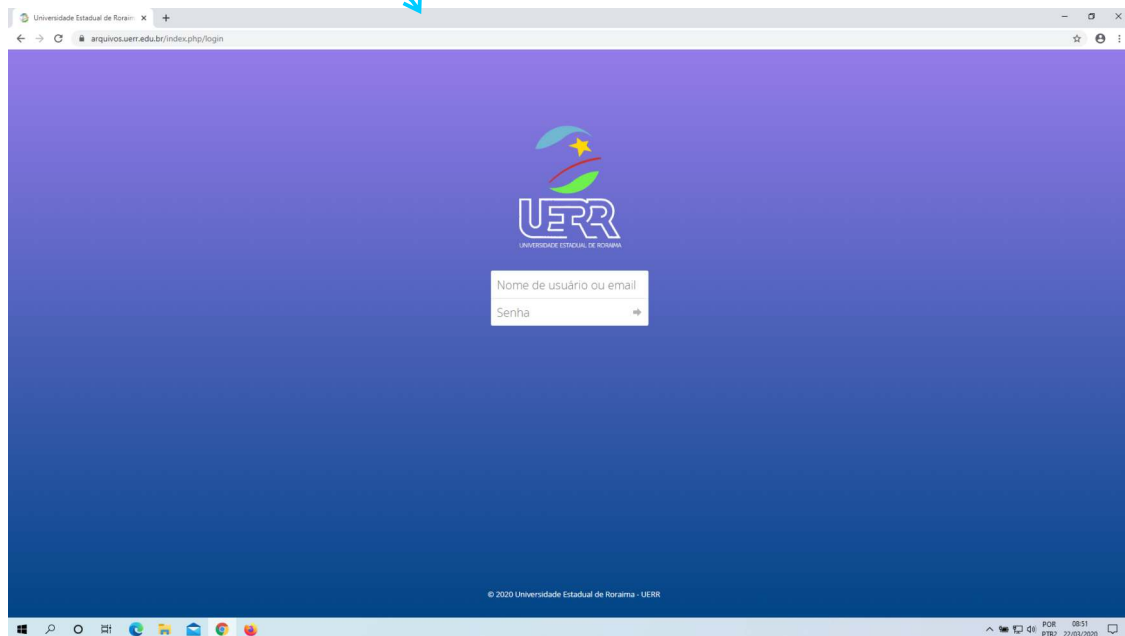 Universidade Estadual de Roraim
arquivos.uerr.edu.br/index.php/login
UERR
UNIVERSIDADE ESTADUAL DE RORAIMA
Nome de usuário ou email
Senha
© 2020 Universidade Estadual de Roraima - UERR
POR 08:51
PTB2 22/03/2020